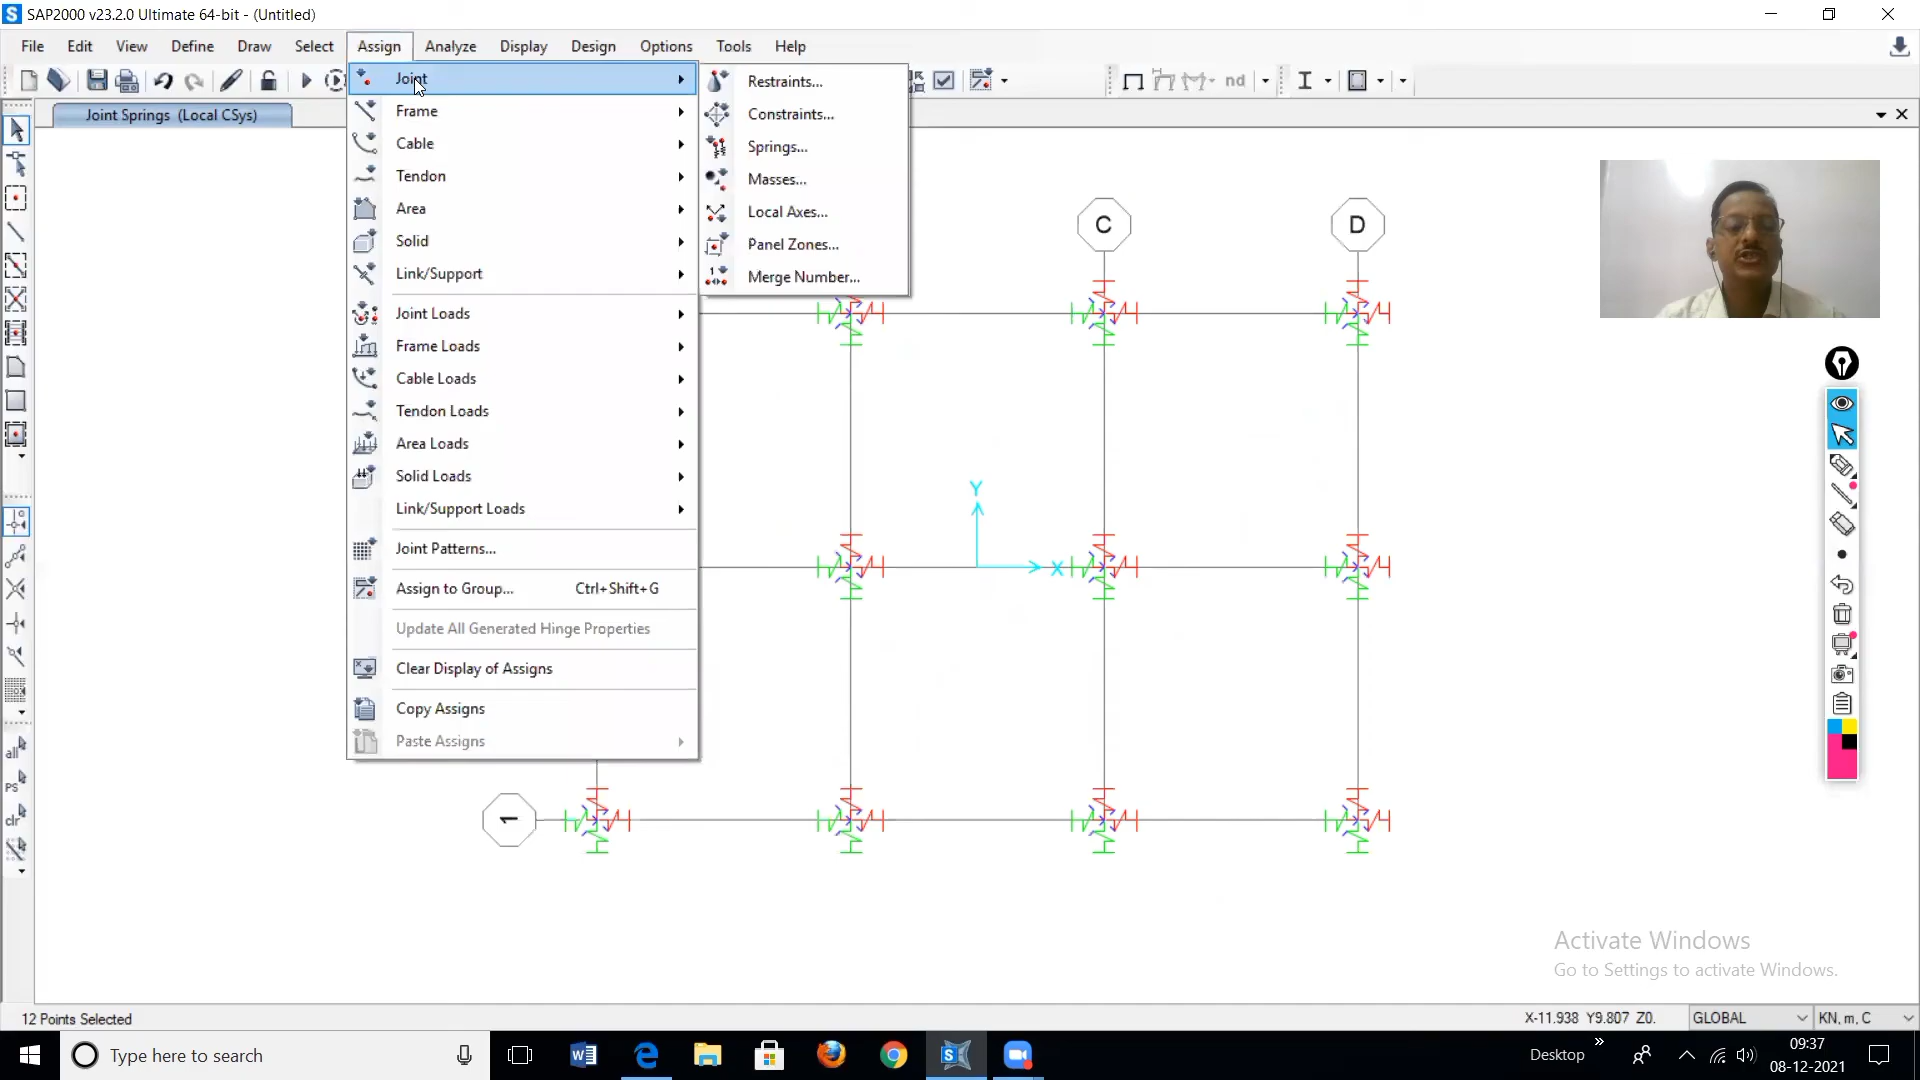 SAP2000 v23.2.0 Ultimate 64-bit - (Untitled)
File Edit View Define Draw Select Assign Analyze Display Design Options Tools Help
nd
Joint Springs (Local CSys)
Joint
Frame
Cable
Tendon
Area
Solid
Link/Support
Joint Loads
Frame Loads
Cable Loads
Tendon Loads
Area Loads
Solid Loads
Link/Support Loads
Joint Patterns...
Assign to Group... Ctrl+Shift+G
Update All Generated Hinge Properties
Clear Display of Assigns
Copy Assigns
Paste Assigns
Restraints...
Constraints...
Springs...
Masses...
Local Axes...
Panel Zones...
Merge Number...
C D
Y
X
1
all
ps
clr
Activate Windows
Go to Settings to activate Windows.
12 Points Selected
X-11.938 Y9.807 Z0.
GLOBAL
KN, m, C
Type here to search
Desktop
09:37
08-12-2021